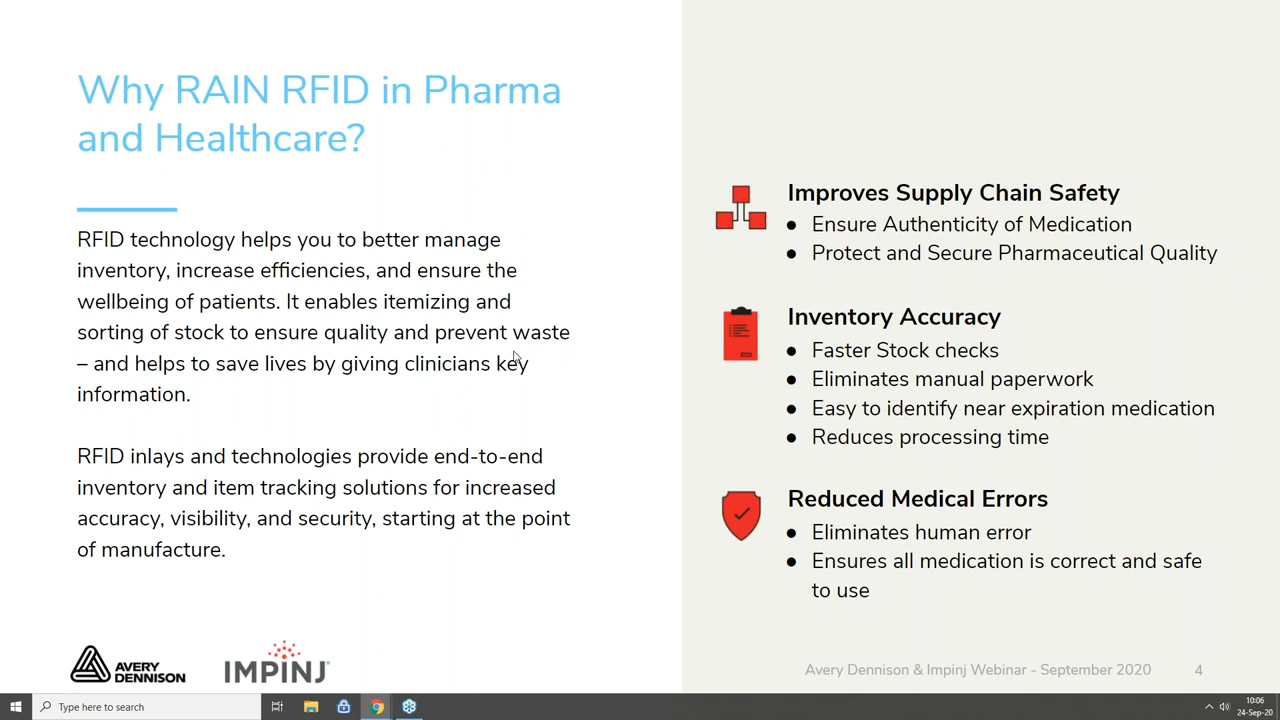 Why RAIN RFID in Pharma
and Healthcare?
RFID technology helps you to better manage
inventory, increase efficiencies, and ensure the
wellbeing of patients. It enables itemizing and
sorting of stock to ensure quality and prevent waste
– and helps to save lives by giving clinicians key
information.
RFID inlays and technologies provide end-to-end
inventory and item tracking solutions for increased
accuracy, visibility, and security, starting at the point
of manufacture.
Improves Supply Chain Safety
● Ensure Authenticity of Medication
● Protect and Secure Pharmaceutical Quality
Inventory Accuracy
● Faster Stock checks
● Eliminates manual paperwork
● Easy to identify near expiration medication
● Reduces processing time
Reduced Medical Errors
● Eliminates human error
● Ensures all medication is correct and safe
to use
AVERY
DENNISON
IMPINJ
Avery Dennison & Impinj Webinar - September 2020 4
Type here to search
10:06
24-Sep-20